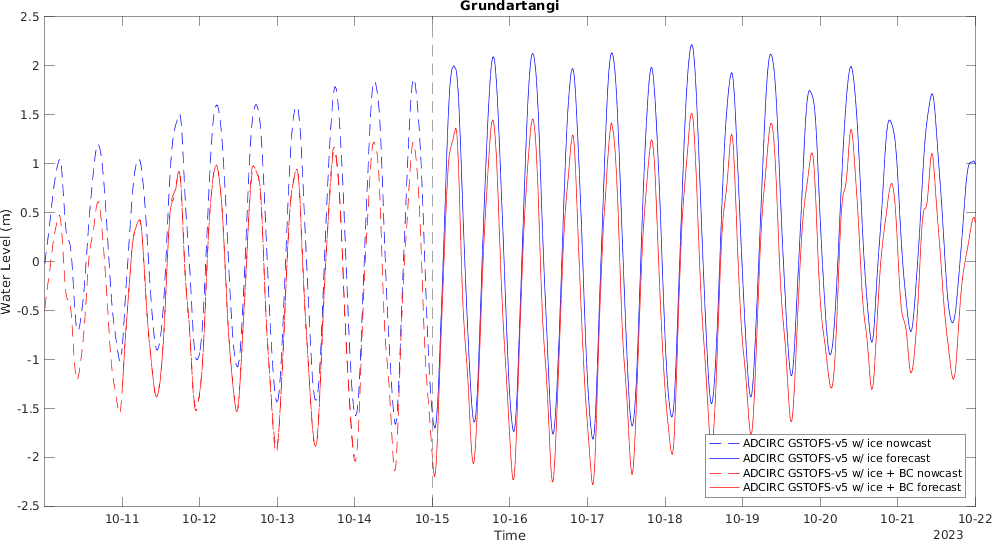 Grundartangi
2.5
2
1.5
1
0.5
0
-0.5
-1
-1.5
-2
-2.5
Water Level (m)
ADCIRC GSTOFS-v5 w/ ice nowcast
ADCIRC GSTOFS-v5 w/ ice forecast
ADCIRC GSTOFS-v5 w/ ice + BC nowcast
ADCIRC GSTOFS-v5 w/ ice + BC forecast
10-11 10-12 10-13 10-14 10-15 10-16 10-17 10-18 10-19 10-20 10-21 10-22
Time
2023